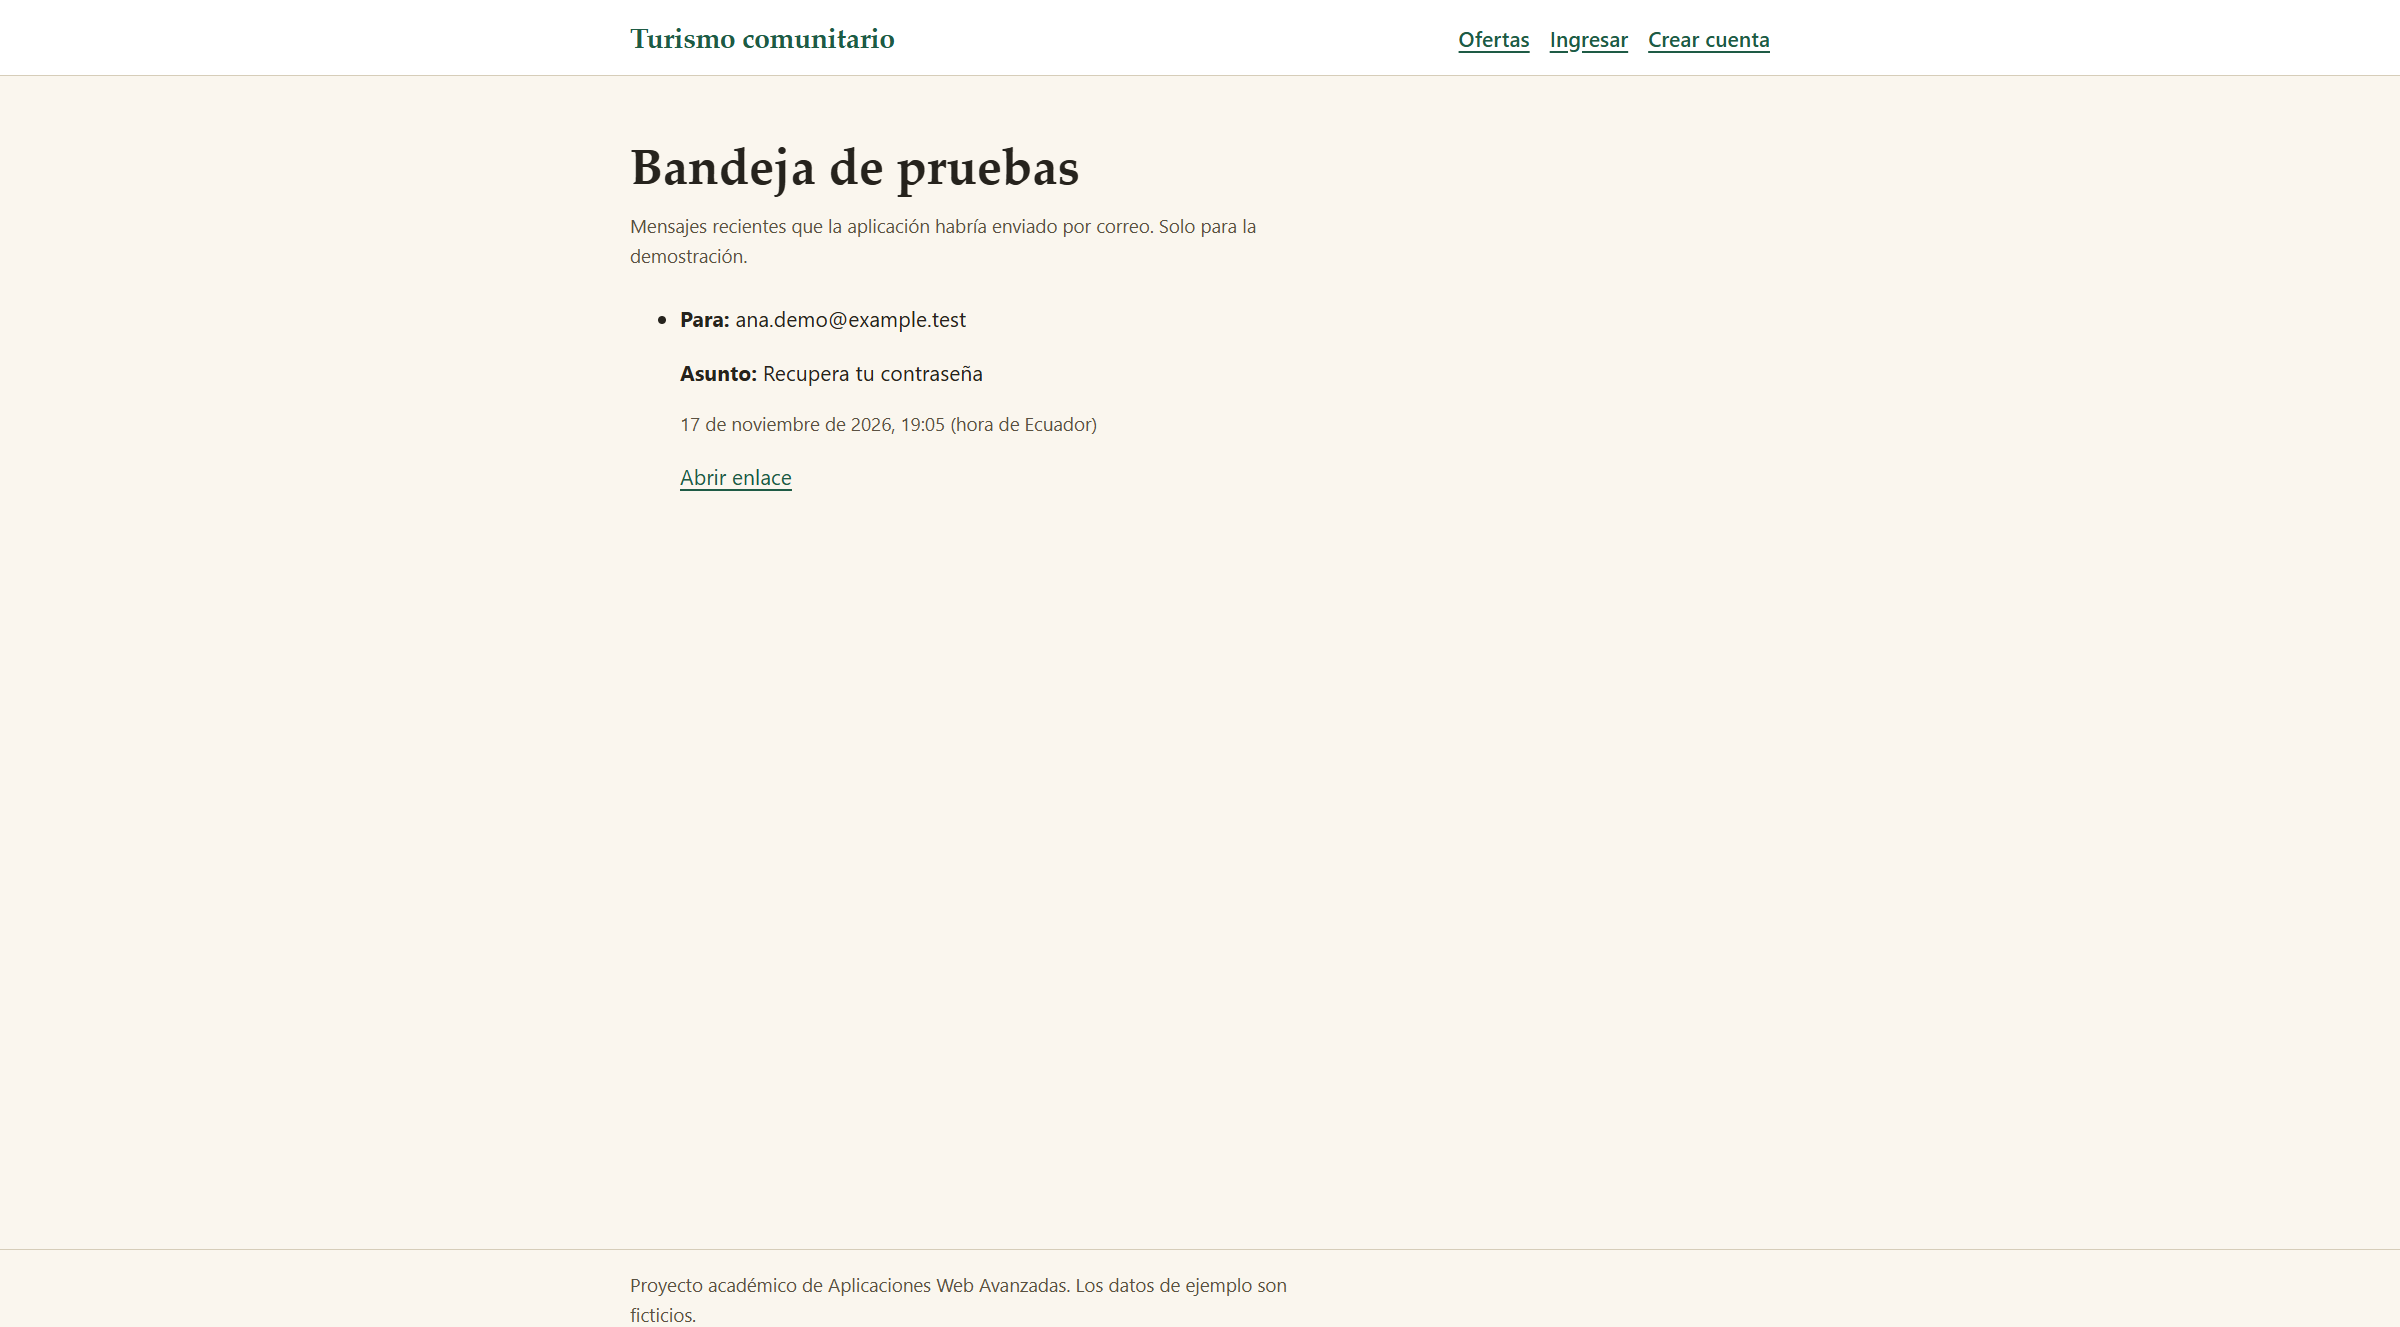 Turismo comunitario
Ofertas Ingresar Crear cuenta
Bandeja de pruebas
Mensajes recientes que la aplicación habría enviado por correo. Solo para la
demostración.
Para: ana.demo@example.test
Asunto: Recupera tu contraseña
17 de noviembre de 2026, 19:05 (hora de Ecuador)
Abrir enlace
Proyecto académico de Aplicaciones Web Avanzadas. Los datos de ejemplo son
ficticios.